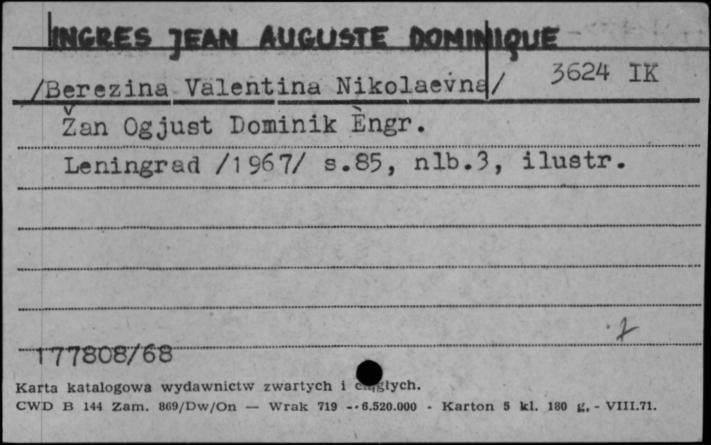 INGRES JEAN AUGUSTE DOMINIQUE
/Berezina Valentina Nikolaevna/ 3624 IK
Žan Ogjust Dominik Èngr.
Leningrad /1967/ s.85, nlb.3, ilustr.
177808/68
Karta katalogowa wydawnictw zwartych i ciągłych.
CWD B 144 Zam. 869/Dw/On — Wrak 719 -- 6.520.000 - Karton 5 kl. 180 g. - VIII.71.